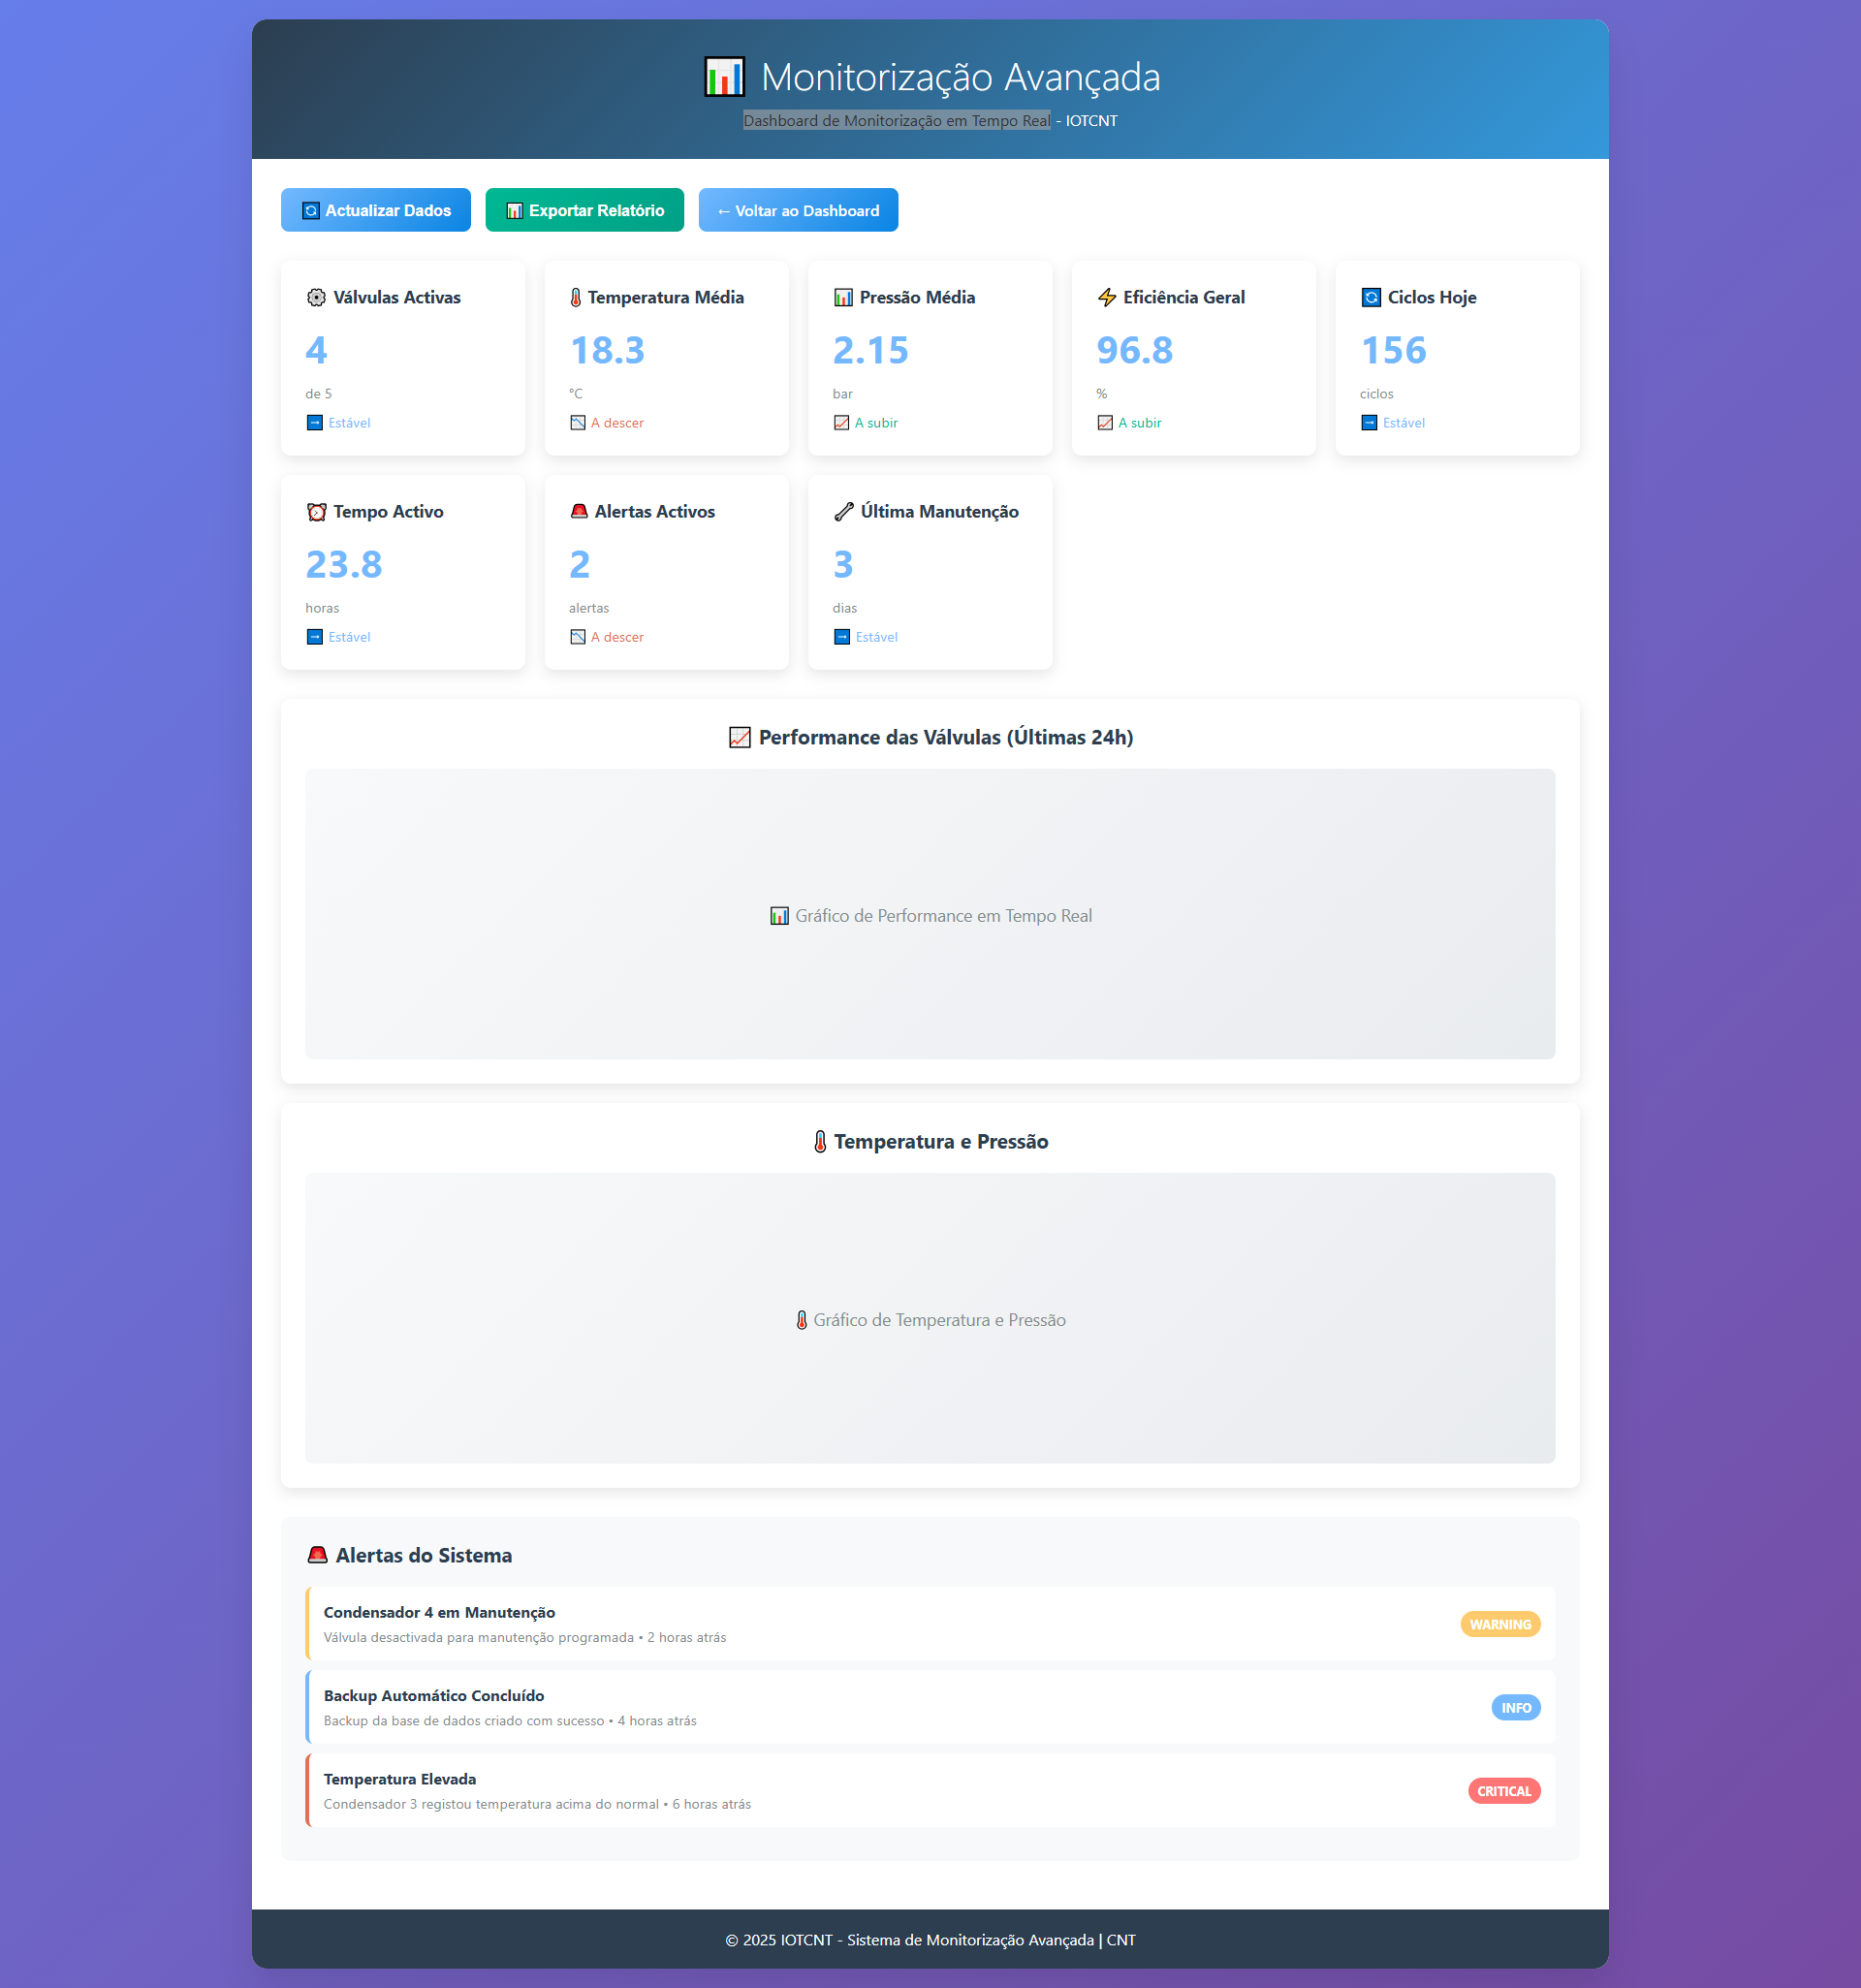 📊 Monitorização Avançada
Dashboard de Monitorização em Tempo Real - IOTCNT
🔄 Actualizar Dados
📊 Exportar Relatório
← Voltar ao Dashboard
⚙️ Válvulas Activas
4
de 5
➡️ Estável
🌡️ Temperatura Média
18.3
°C
📉 A descer
📊 Pressão Média
2.15
bar
📈 A subir
⚡ Eficiência Geral
96.8
%
📈 A subir
🔄 Ciclos Hoje
156
ciclos
➡️ Estável
⏰ Tempo Activo
23.8
horas
➡️ Estável
🚨 Alertas Activos
2
alertas
📉 A descer
🔧 Última Manutenção
3
dias
➡️ Estável
📈 Performance das Válvulas (Últimas 24h)
📊 Gráfico de Performance em Tempo Real
🌡️ Temperatura e Pressão
🌡️ Gráfico de Temperatura e Pressão
🚨 Alertas do Sistema
Condensador 4 em Manutenção
Válvula desactivada para manutenção programada • 2 horas atrás
WARNING
Backup Automático Concluído
Backup da base de dados criado com sucesso • 4 horas atrás
INFO
Temperatura Elevada
Condensador 3 registou temperatura acima do normal • 6 horas atrás
CRITICAL
© 2025 IOTCNT - Sistema de Monitorização Avançada | CNT